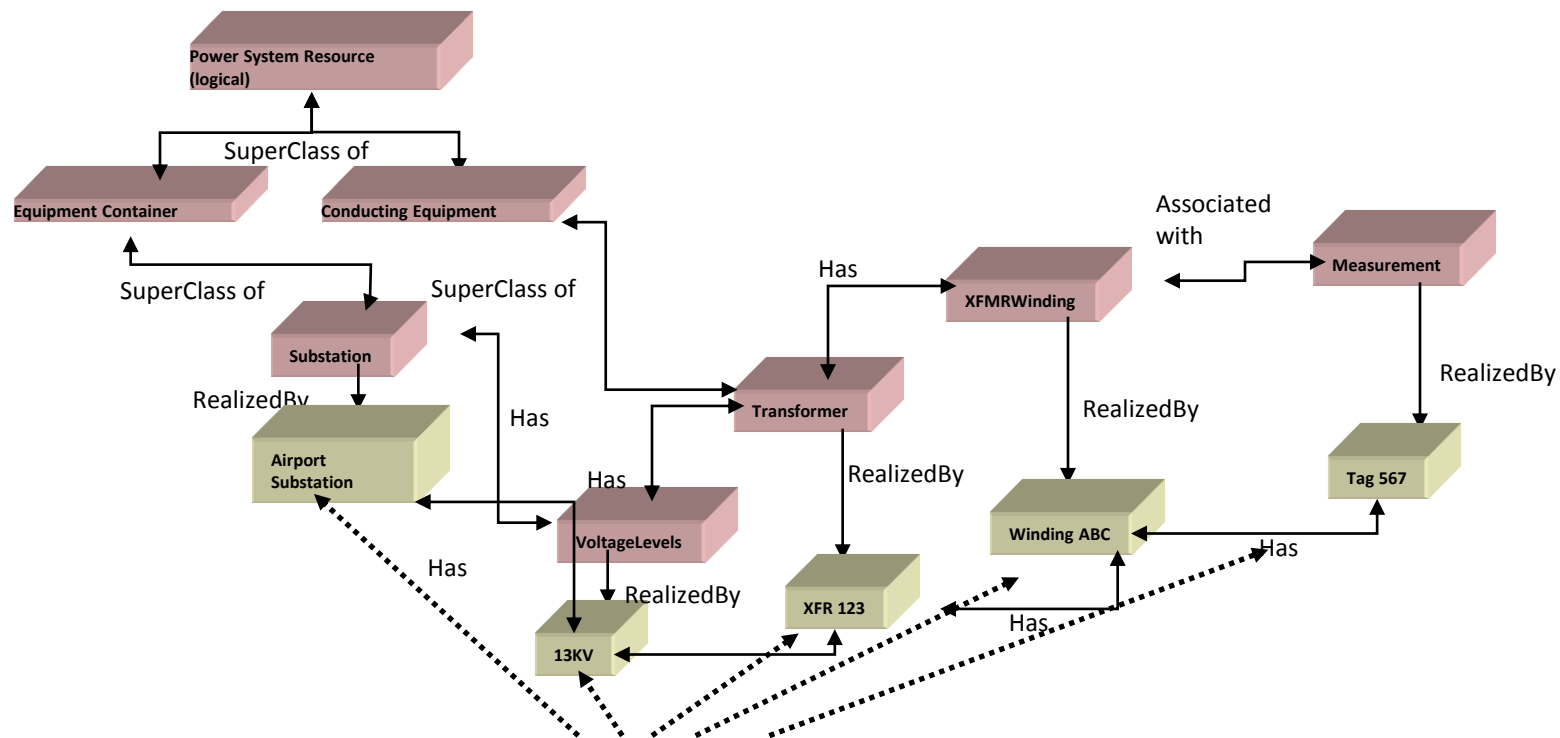 Power System Resource
(logical)
SuperClass of
Equipment Container
Conducting Equipment
Associated
with
Has
XFMRWinding
Measurement
SuperClass of
SuperClass of
Substation
Transformer
RealizedBy
RealizedBy
RealizedBy
Has
Airport
Substation
Has
RealizedBy
Tag 567
VoltageLevels
Winding ABC
Has
Has
RealizedBy
XFR 123
Has
13KV